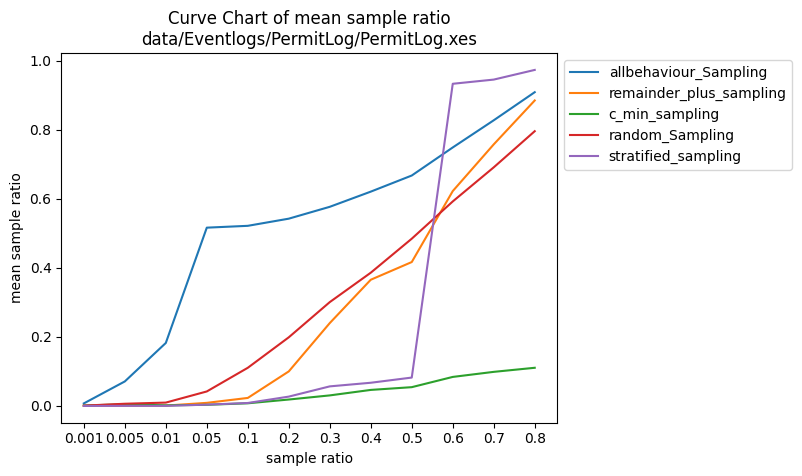 Curve Chart of mean sample ratio
data/Eventlogs/PermitLog/PermitLog.xes
mean sample ratio
1.0
0.8
0.6
0.4
0.2
0.0
0.001 0.005 0.01 0.05 0.1 0.2 0.3 0.4 0.5 0.6 0.7 0.8
sample ratio
allbehaviour_Sampling
remainder_plus_sampling
c_min_sampling
random_Sampling
stratified_sampling